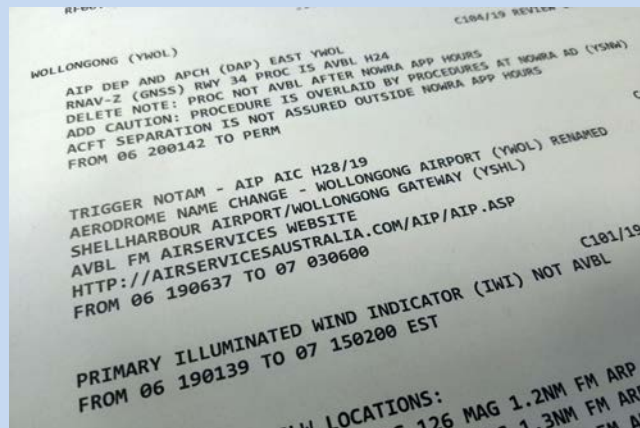 C104/19 REVIEW
WOLLONGONG (YWOL)
AIP DEP AND APCH (DAP) EAST YWOL
RNAV-Z (GNSS) RWY 34 PROC IS AVBL H24
DELETE NOTE: PROC NOT AVBL AFTER NOWRA APP HOURS
ADD CAUTION: PROCEDURE IS OVERLAID BY PROCEDURES AT NOWRA AD (YSNW)
ACFT SEPARATION IS NOT ASSURED OUTSIDE NOWRA APP HOURS
FROM 06 200142 TO PERM
TRIGGER NOTAM - AIP AIC H28/19
AERODROME NAME CHANGE - WOLLONGONG AIRPORT (YWOL) RENAMED
SHELLHARBOUR AIRPORT/WOLLONGONG GATEWAY (YSHL)
AVBL FM AIRSERVICES WEBSITE
HTTP://AIRSERVICESAUSTRALIA.COM/AIP/AIP.ASP
FROM 06 190637 TO 07 030600
C101/19
PRIMARY ILLUMINATED WIND INDICATOR (IWI) NOT AVBL
FROM 06 190139 TO 07 150200 EST
LOCATIONS:
126 MAG 1.2NM FM ARP
1.3NM FM